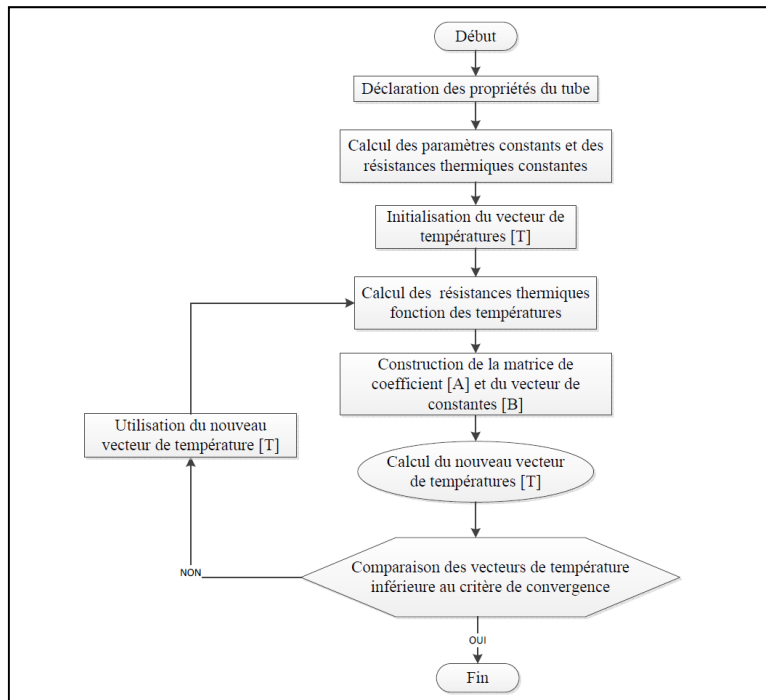 Début
Déclaration des propriétés du tube
Calcul des paramètres constants et des
résistances thermiques constantes
Initialisation du vecteur de
températures [T]
Calcul des résistances thermiques
fonction des températures
Construction de la matrice de
coefficient [A] et du vecteur de
constantes [B]
Utilisation du nouveau
vecteur de température [T]
Calcul du nouveau vecteur
de températures [T]
Comparaison des vecteurs de température
inférieure au critère de convergence
NON
OUI
Fin